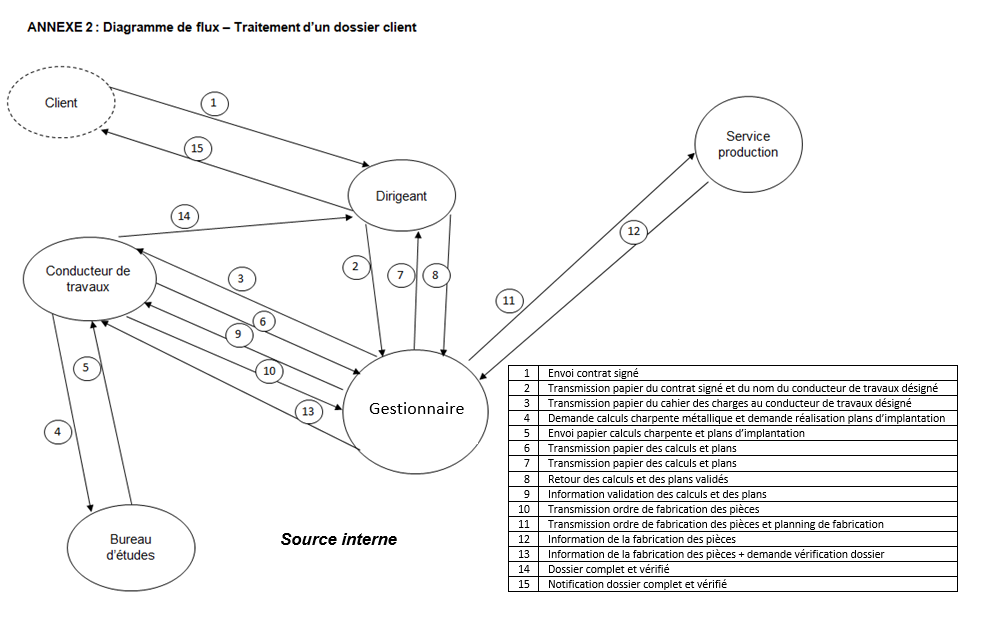 ANNEXE 2 : Diagramme de flux – Traitement d'un dossier client
Client
1
15
Service
production
Dirigeant
14
12
Conducteur de
travaux
2
3
7
8
11
6
9
5
10
13
4
Gestionnaire
Bureau
d'études
Source interne
1 Envoi contrat signé
2 Transmission papier du contrat signé et du nom du conducteur de travaux désigné
3 Transmission papier du cahier des charges au conducteur de travaux désigné
4 Demande calculs charpente métallique et demande réalisation plans d'implantation
5 Envoi papier calculs charpente et plans d'implantation
6 Transmission papier des calculs et plans
7 Transmission papier des calculs et plans
8 Retour des calculs et des plans validés
9 Information validation des calculs et des plans
10 Transmission ordre de fabrication des pièces
11 Transmission ordre de fabrication des pièces et planning de fabrication
12 Information de la fabrication des pièces
13 Information de la fabrication des pièces + demande vérification dossier
14 Dossier complet et vérifié
15 Notification dossier complet et vérifié